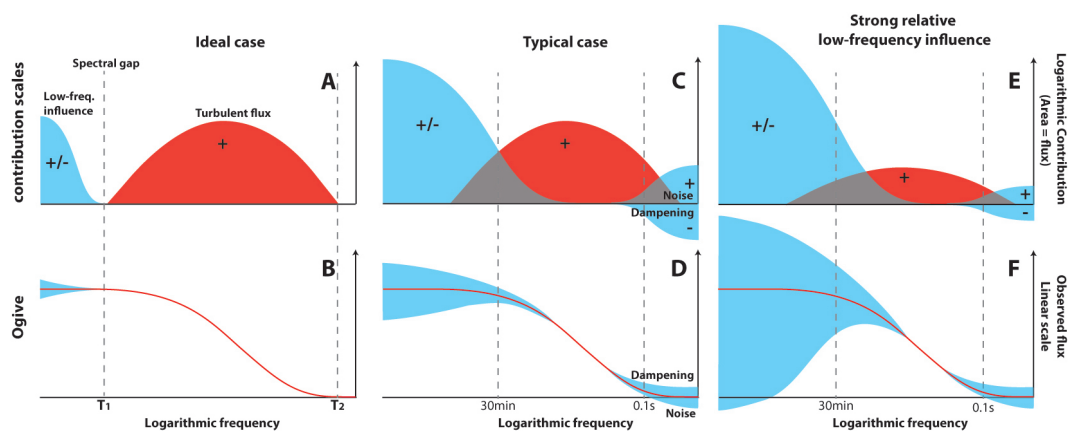 Ideal case
Typical case
Strong relative
low-frequency influence
contribution scales
Spectral gap
A
Low-freq.
influence
Turbulent flux
+
+/-
C
+/-
+
+
Noise
Dampening
-
E
+/-
+
+
-
Logarithmic Contribution
(Area = flux)
Ogive
B
T1
T2
Logarithmic frequency
D
Dampening
Noise
30min
0.1s
Logarithmic frequency
F
30min
0.1s
Logarithmic frequency
Observed flux
Linear scale